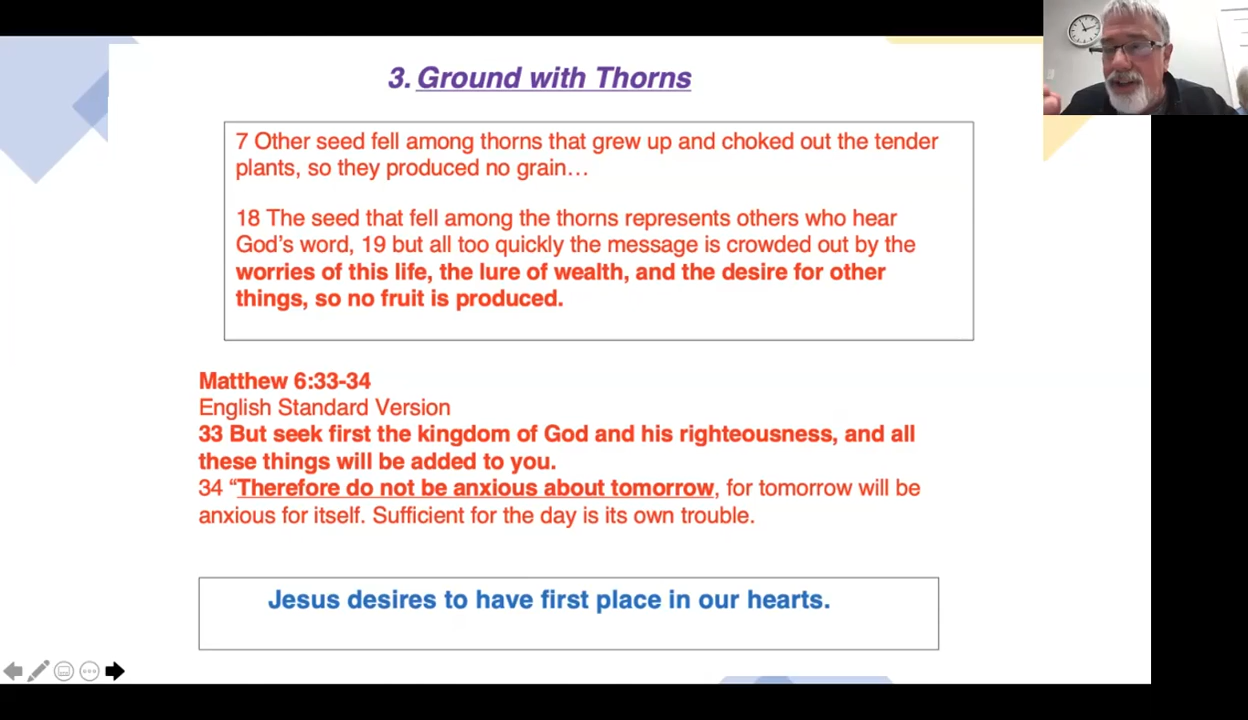 3. Ground with Thorns
7 Other seed fell among thorns that grew up and choked out the tender
plants, so they produced no grain…
18 The seed that fell among the thorns represents others who hear
God’s word, 19 but all too quickly the message is crowded out by the
worries of this life, the lure of wealth, and the desire for other
things, so no fruit is produced.
Matthew 6:33-34
English Standard Version
33 But seek first the kingdom of God and his righteousness, and all
these things will be added to you.
34 “Therefore do not be anxious about tomorrow, for tomorrow will be
anxious for itself. Sufficient for the day is its own trouble.
Jesus desires to have first place in our hearts.